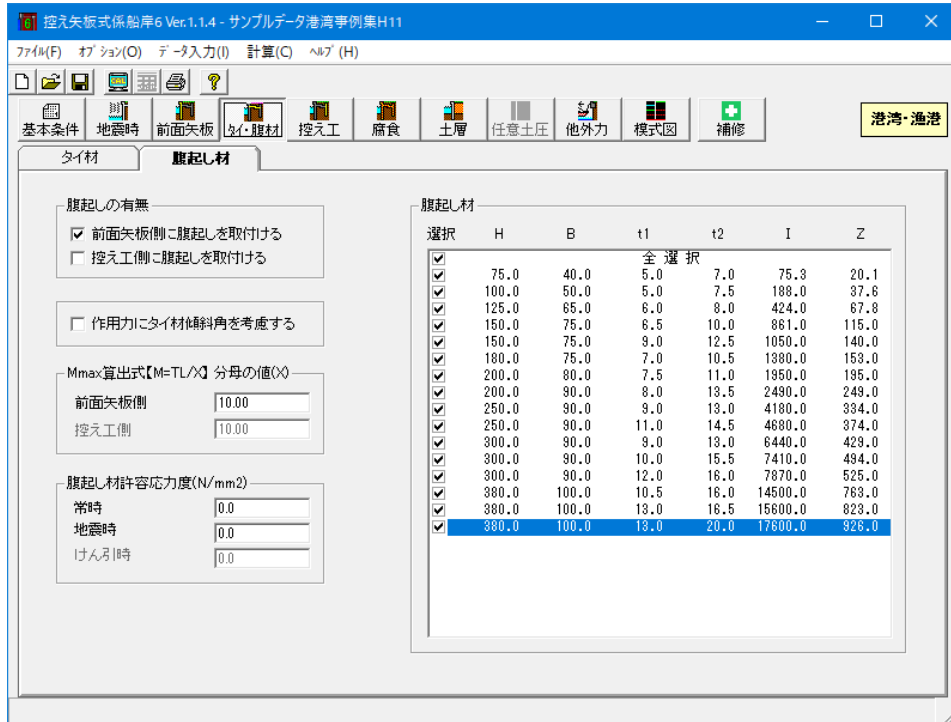 控え矢板式係船岸6 Ver.1.1.4 - サンプルデータ港湾事例集H11
ファイル(F) オプション(O) データ入力(I) 計算(C) ヘルプ(H)
基本条件 地震時 前面矢板 タイ・腹材 控え工 腐食 土層 任意土圧 他外力 模式図 補修 港湾・漁港
タイ材 腹起し材
腹起しの有無
前面矢板側に腹起しを取付ける
控え工側に腹起しを取付ける
作用力にタイ材傾斜角を考慮する
Mmax算出式【M=TL/X】分母の値(X)
前面矢板側 10.00
控え工側 10.00
腹起し材許容応力度(N/mm2)
常時 0.0
地震時 0.0
けん引時 0.0
腹起し材
選択 H B t1 t2 I Z
全 選 択
75.0 40.0 5.0 7.0 75.3 20.1
100.0 50.0 5.0 7.5 188.0 37.6
125.0 65.0 6.0 8.0 424.0 67.8
150.0 75.0 6.5 10.0 861.0 115.0
150.0 75.0 9.0 12.5 1050.0 140.0
180.0 75.0 7.0 10.5 1380.0 153.0
200.0 80.0 7.5 11.0 1950.0 195.0
200.0 90.0 8.0 13.5 2490.0 249.0
250.0 90.0 9.0 13.0 4180.0 334.0
250.0 90.0 11.0 14.5 4680.0 374.0
300.0 90.0 9.0 13.0 6440.0 429.0
300.0 90.0 10.0 15.5 7410.0 494.0
300.0 90.0 12.0 16.0 7870.0 525.0
380.0 100.0 10.5 16.0 14500.0 763.0
380.0 100.0 13.0 16.5 15600.0 823.0
380.0 100.0 13.0 20.0 17600.0 926.0